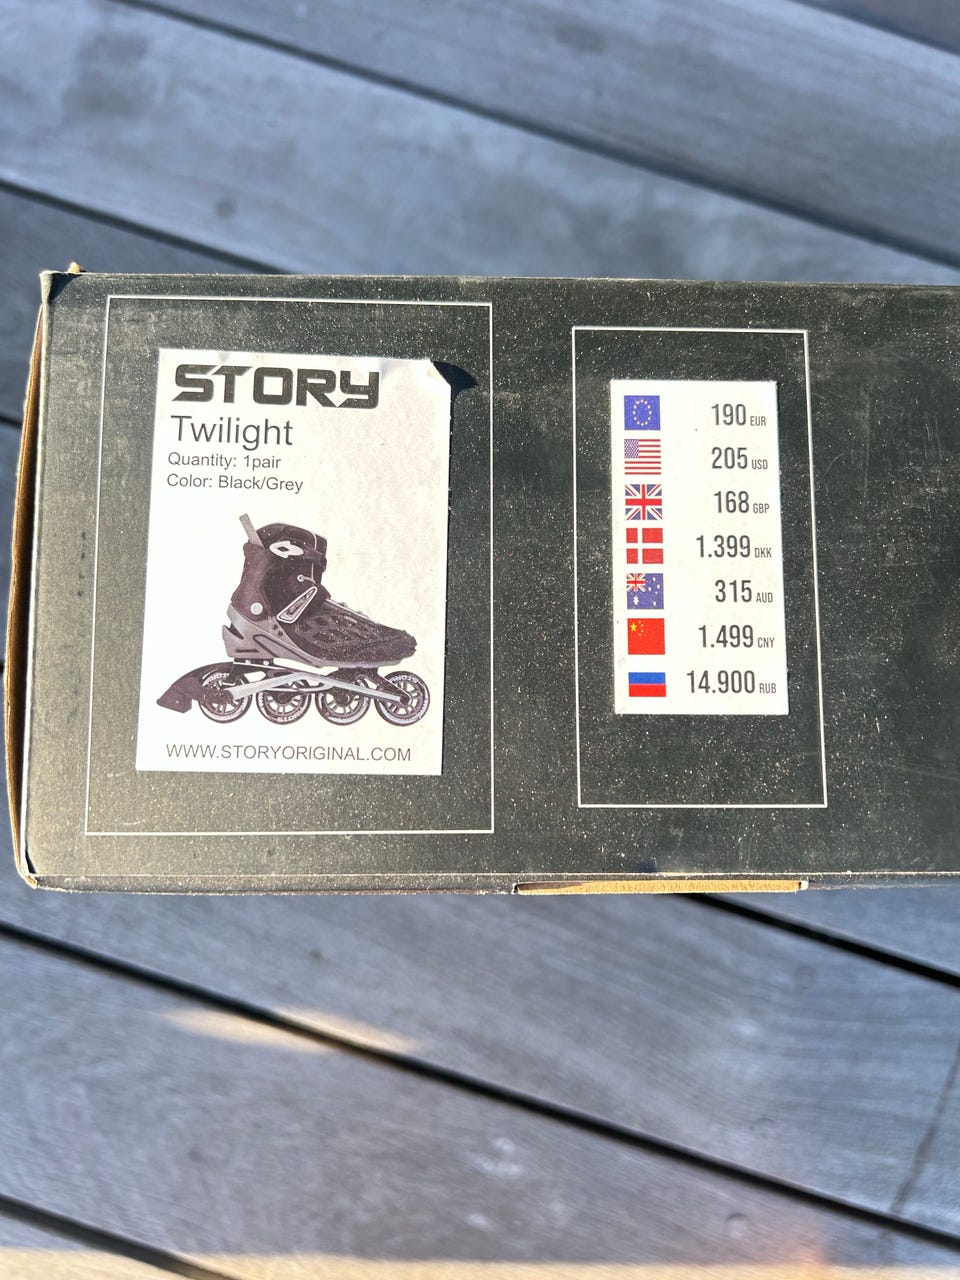 STORY
Twilight
Quantity: 1pair
Color: Black/Grey
WWW.STORYORIGINAL.COM
190 EUR
205 USD
168 GBP
1.399 DKK
315 AUD
1.499 CNY
14.900 RUB